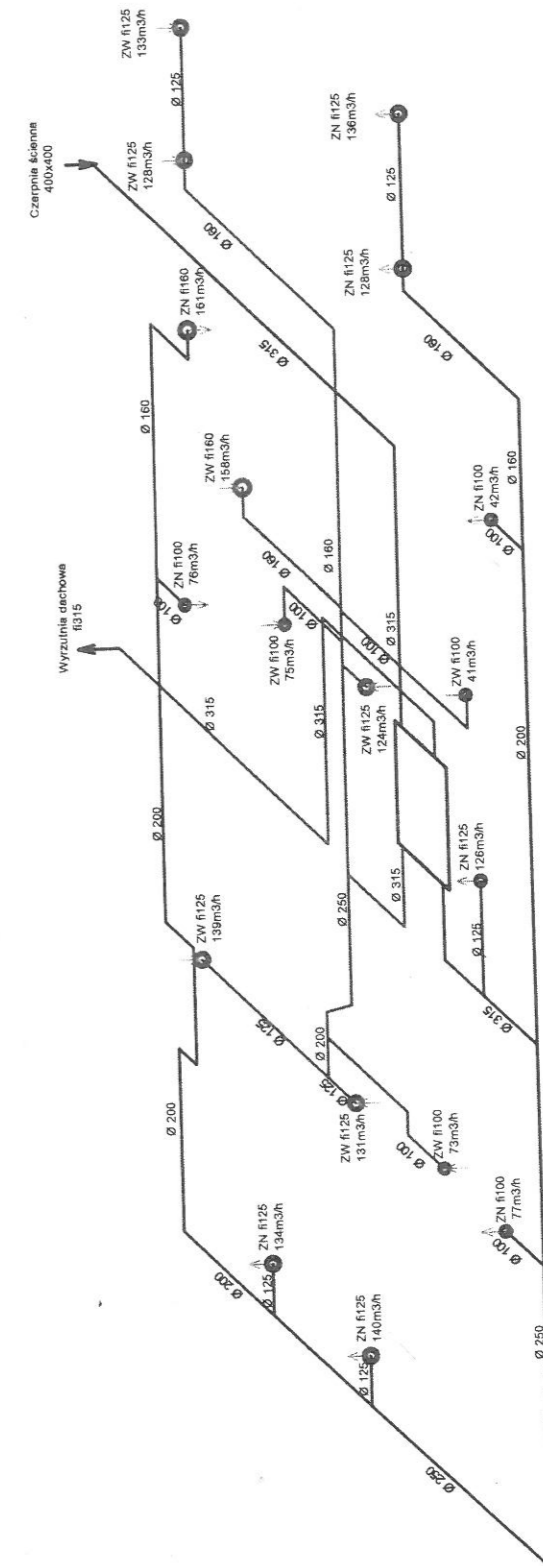 ZW fi125
133m3/h
Ø 125
ZW fi125
128m3/h
Czerpnia ścienna
400x400
Ø 160
ZN fi125
136m3/h
Ø 125
ZN fi125
128m3/h
ZN fi160
161m3/h
Ø 315
Ø 160
Ø 160
ZW fi160
158m3/h
ZN fi100
42m3/h
Ø 100
Ø 160
ZN fi100
76m3/h
Ø 100
Ø 160
Ø 160
Wyrzutnia dachowa
fi315
ZW fi100
75m3/h
Ø 100
Ø 100
Ø 315
ZW fi100
41m3/h
Ø 315
Ø 315
ZW fi125
124m3/h
Ø 200
Ø 200
ZN fi125
126m3/h
Ø 315
Ø 250
Ø 125
ZW fi125
139m3/h
Ø 125
Ø 315
Ø 200
Ø 125
ZW fi125
131m3/h
Ø 100
ZW fi100
73m3/h
Ø 200
ZN fi100
77m3/h
Ø 100
Ø 200
ZN fi125
134m3/h
Ø 125
ZN fi125
140m3/h
Ø 125
Ø 250
Ø 250